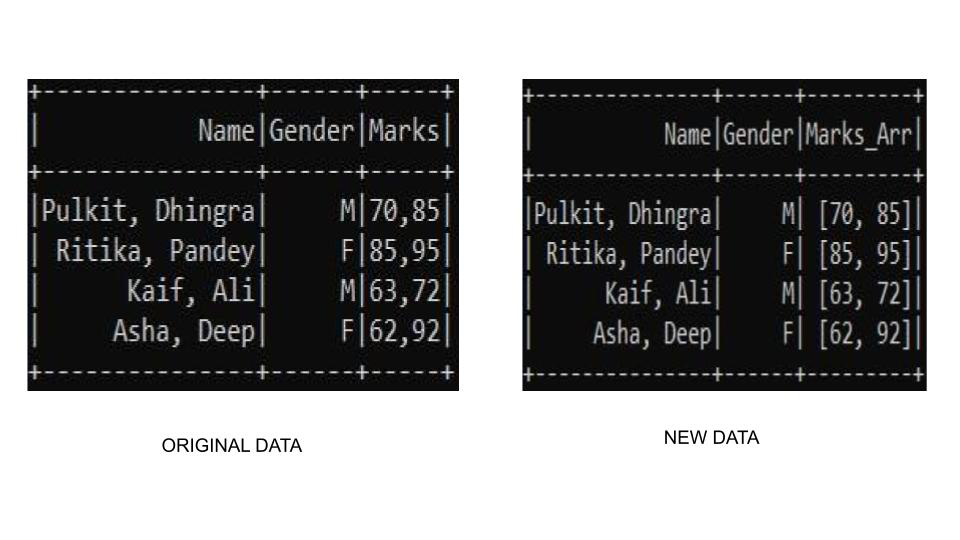 +---------------+------+-----+
|           Name|Gender|Marks|
+---------------+------+-----+
|Pulkit, Dhingra|     M|70,85|
| Ritika, Pandey|     F|85,95|
|      Kaif, Ali|     M|63,72|
|     Asha, Deep|     F|62,92|
+---------------+------+-----+
ORIGINAL DATA
+---------------+------+---------+
|           Name|Gender|Marks_Arr|
+---------------+------+---------+
|Pulkit, Dhingra|     M| [70, 85]|
| Ritika, Pandey|     F| [85, 95]|
|      Kaif, Ali|     M| [63, 72]|
|     Asha, Deep|     F| [62, 92]|
+---------------+------+---------+
NEW DATA